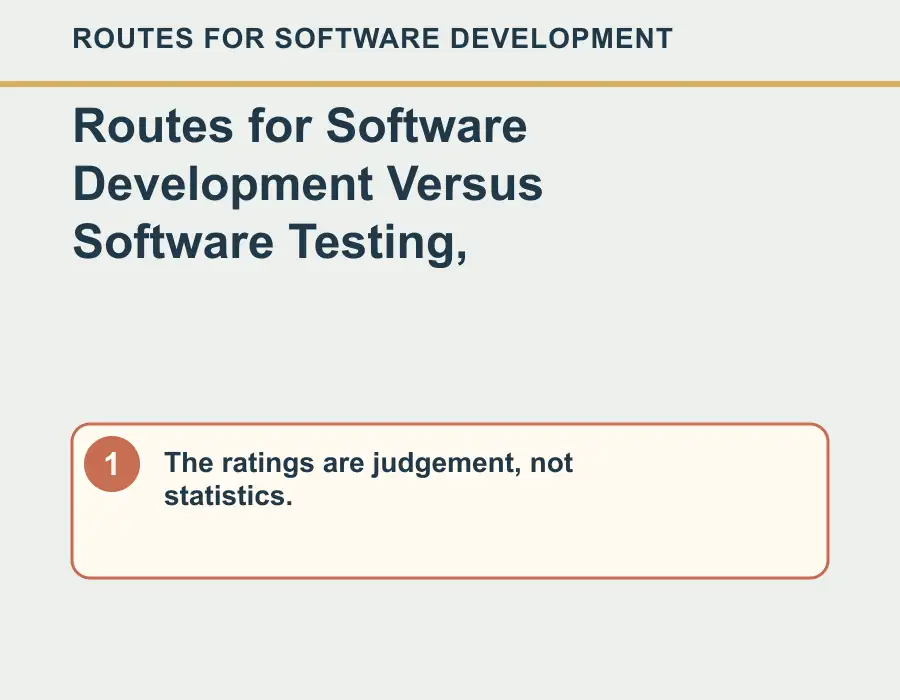 ROUTES FOR SOFTWARE DEVELOPMENT
Routes for Software
Development Versus
Software Testing,
1
The ratings are judgement, not
statistics.